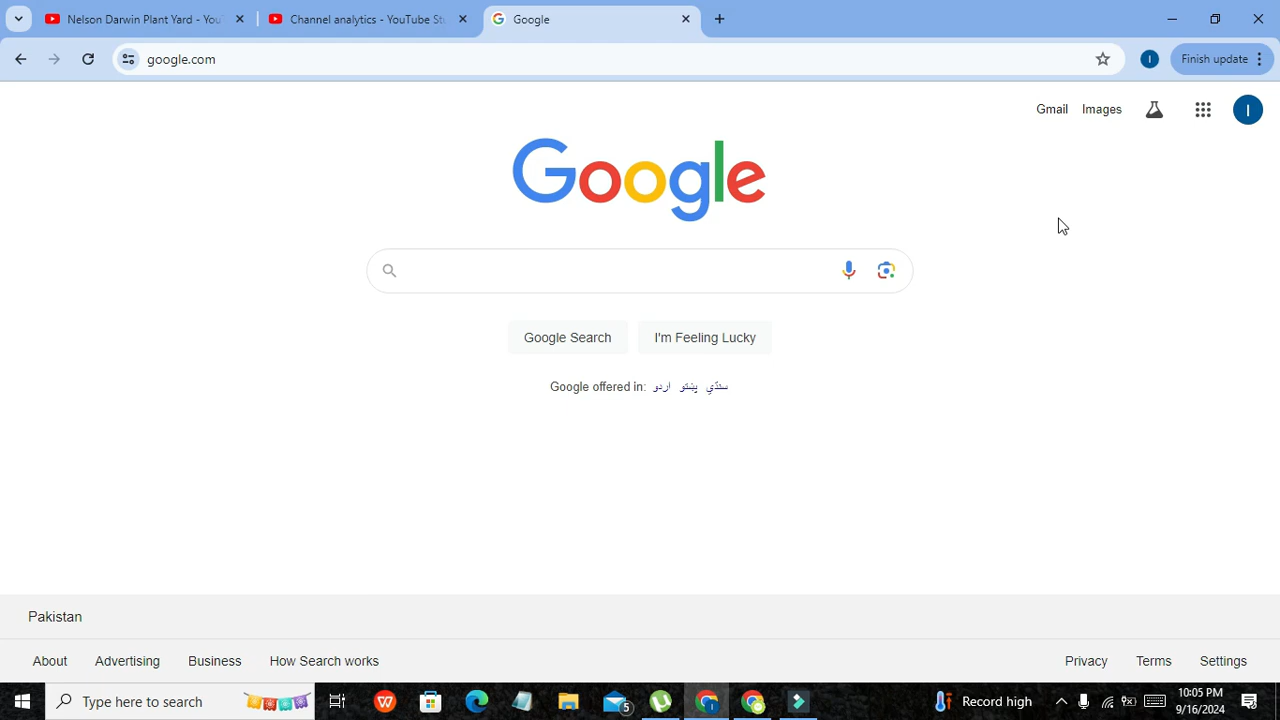 Nelson Darwin Plant Yard - You
Channel analytics - YouTube St
Google
google.com
Finish update
Gmail Images
I
Google
Google Search I'm Feeling Lucky
Google offered in: اردو پښتو سنڌي
Pakistan
About Advertising Business How Search works
Privacy Terms Settings
Type here to search
5
Record high
10:05 PM
9/16/2024